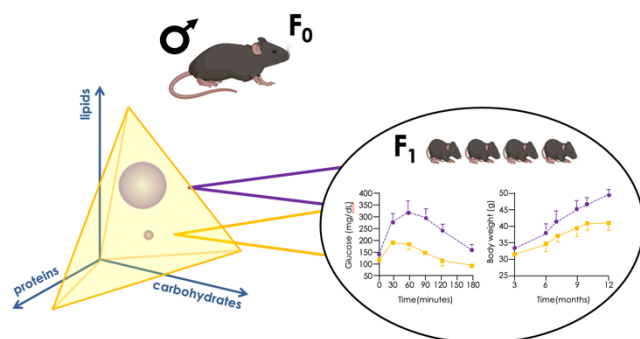 ♂
F0
lipids
proteins
carbohydrates
F1
Glucose (mg/dL)
400
350
300
250
200
150
100
50
0 30 60 90 120 150 180
Time(minutes)
Body weight (g)
50
45
40
35
30
25
3 6 9 12
Time(months)